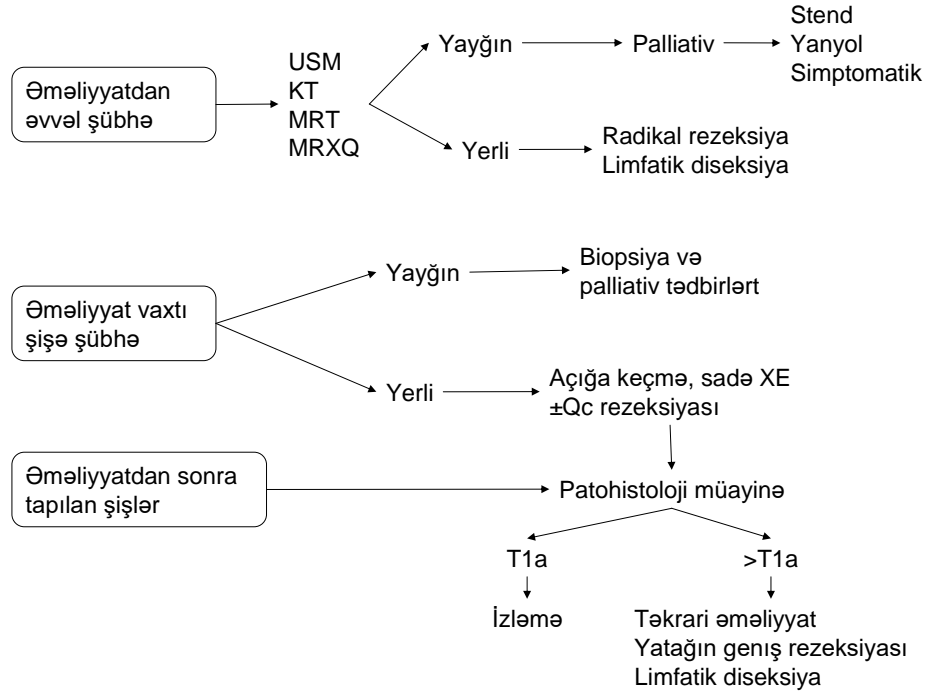 Əməliyyatdan
əvvəl şübhə
USM
KT
MRT
MRXQ
Yayğın
Palliativ
Stend
Yanyol
Simptomatik
Yerli
Radikal rezeksiya
Limfatik diseksiya
Əməliyyat vaxtı
şişə şübhə
Yayğın
Biopsiya və
palliativ tədbirlərt
Yerli
Açığa keçmə, sadə XE
±Qc rezeksiyası
Əməliyyatdan sonra
tapılan şişlər
Patohistoloji müayinə
T1a
>T1a
İzləmə
Təkrari əməliyyat
Yatağın genış rezeksiyası
Limfatik diseksiya